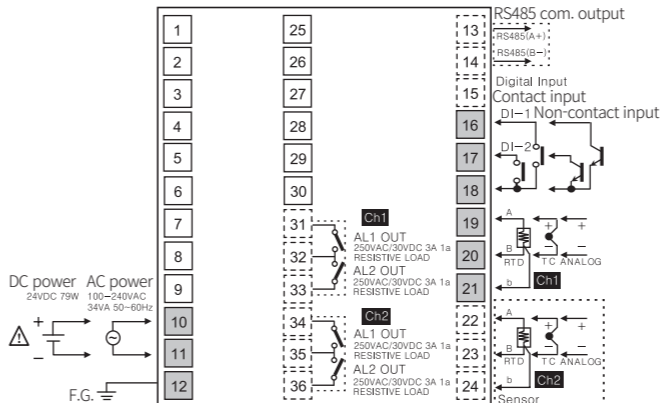 RS485 com. output
1
25
13
RS485(A+)
2
26
14
RS485(B−)
Digital Input
3
27
15
Contact input
4
28
16
DI−1 Non-contact input
5
29
17
DI−2
6
30
18
7
31
Ch1
AL1 OUT
250VAC/30VDC 3A 1a
RESISTIVE LOAD
19
A
+
+
8
32
20
B
−
−
RTD
TC
ANALOG
9
33
AL2 OUT
250VAC/30VDC 3A 1a
RESISTIVE LOAD
21
b
Ch1
DC power
24VDC 79W
AC power
100−240VAC
34VA 50~60Hz
10
34
Ch2
AL1 OUT
250VAC/30VDC 3A 1a
RESISTIVE LOAD
22
A
+
+
+
−
11
35
23
B
−
−
RTD
TC
ANALOG
F.G.
12
36
AL2 OUT
250VAC/30VDC 3A 1a
RESISTIVE LOAD
24
b
Ch2
Sensor